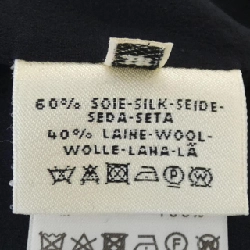 60% SOIE-SILK-SEIDE-
SEDA-SETA
40% LAINE-WOOL-
WOLLE-LANA-LÃ